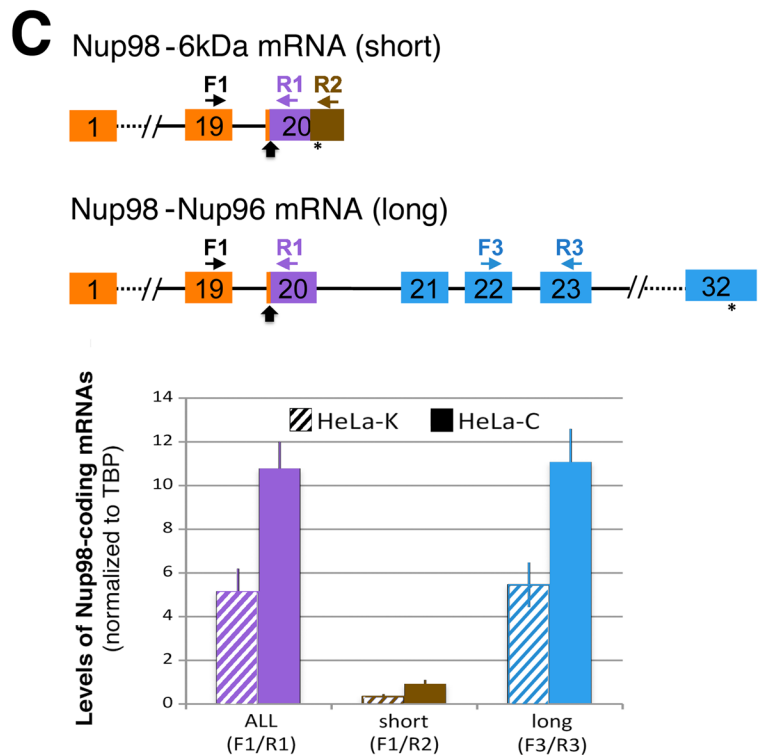 C
Nup98-6kDa mRNA (short)
F1 R1 R2
1 19 20
*
Nup98-Nup96 mRNA (long)
F1 R1 F3 R3
1 19 20 21 22 23 32
*
Levels of Nup98-coding mRNAs
(normalized to TBP)
14
12
10
8
6
4
2
0
HeLa-K HeLa-C
ALL short long
(F1/R1) (F1/R2) (F3/R3)